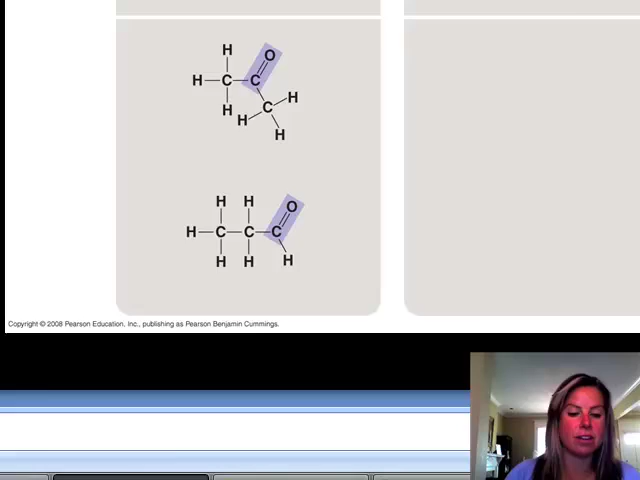 H
O
H C C
H
C H
H
H
H H
O
H C C C
H H H
Copyright © 2008 Pearson Education, Inc., publishing as Pearson Benjamin Cummings.